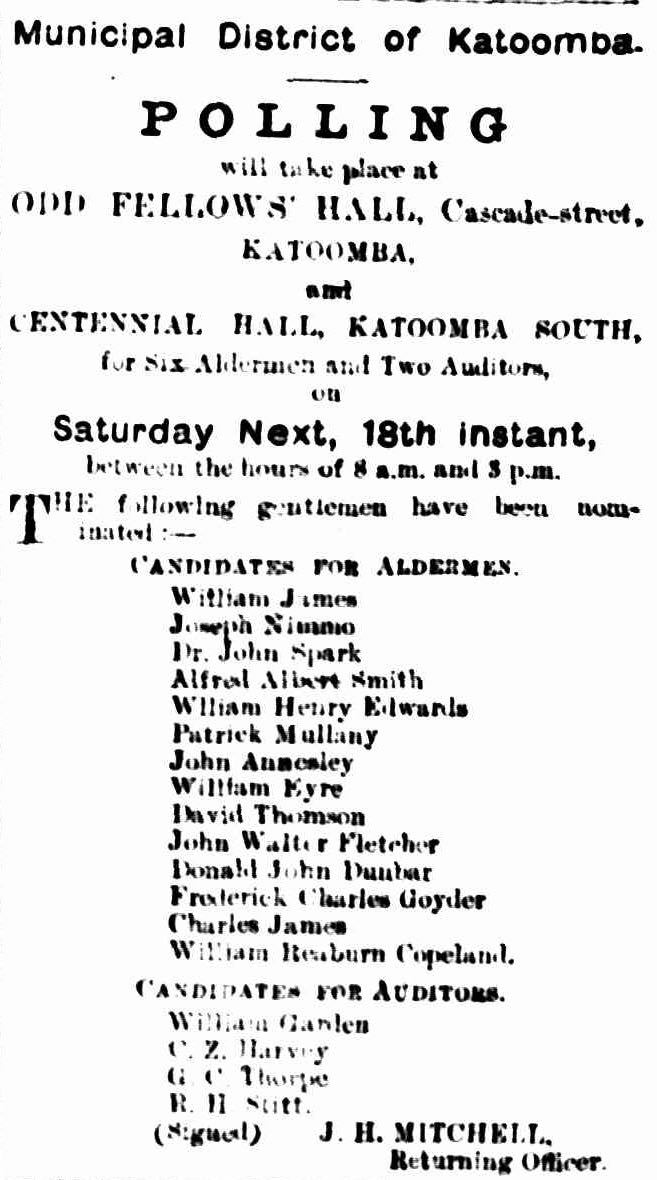 Municipal District of Katoomba.
POLLING
will take place at
ODD FELLOWS' HALL, Cascade-street,
KATOOMBA,
and
CENTENNIAL HALL, KATOOMBA SOUTH,
for Six Aldermen and Two Auditors,
on
Saturday Next, 18th instant,
between the hours of 8 a.m. and 3 p.m.
THE following gentlemen have been nom-
inated :—
CANDIDATES FOR ALDERMEN.
William James
Joseph Nimmo
Dr. John Spark
Alfred Albert Smith
William Henry Edwards
Patrick Mullany
John Annesley
William Eyre
David Thomson
John Walter Fletcher
Donald John Dunbar
Frederick Charles Goyder
Charles James
William Reaburn Copeland.
CANDIDATES FOR AUDITORS.
William Garden
C. Z. Harvey
G. C. Thorpe
R. H Stitt.
(Signed) J. H. MITCHELL,
Returning Officer.